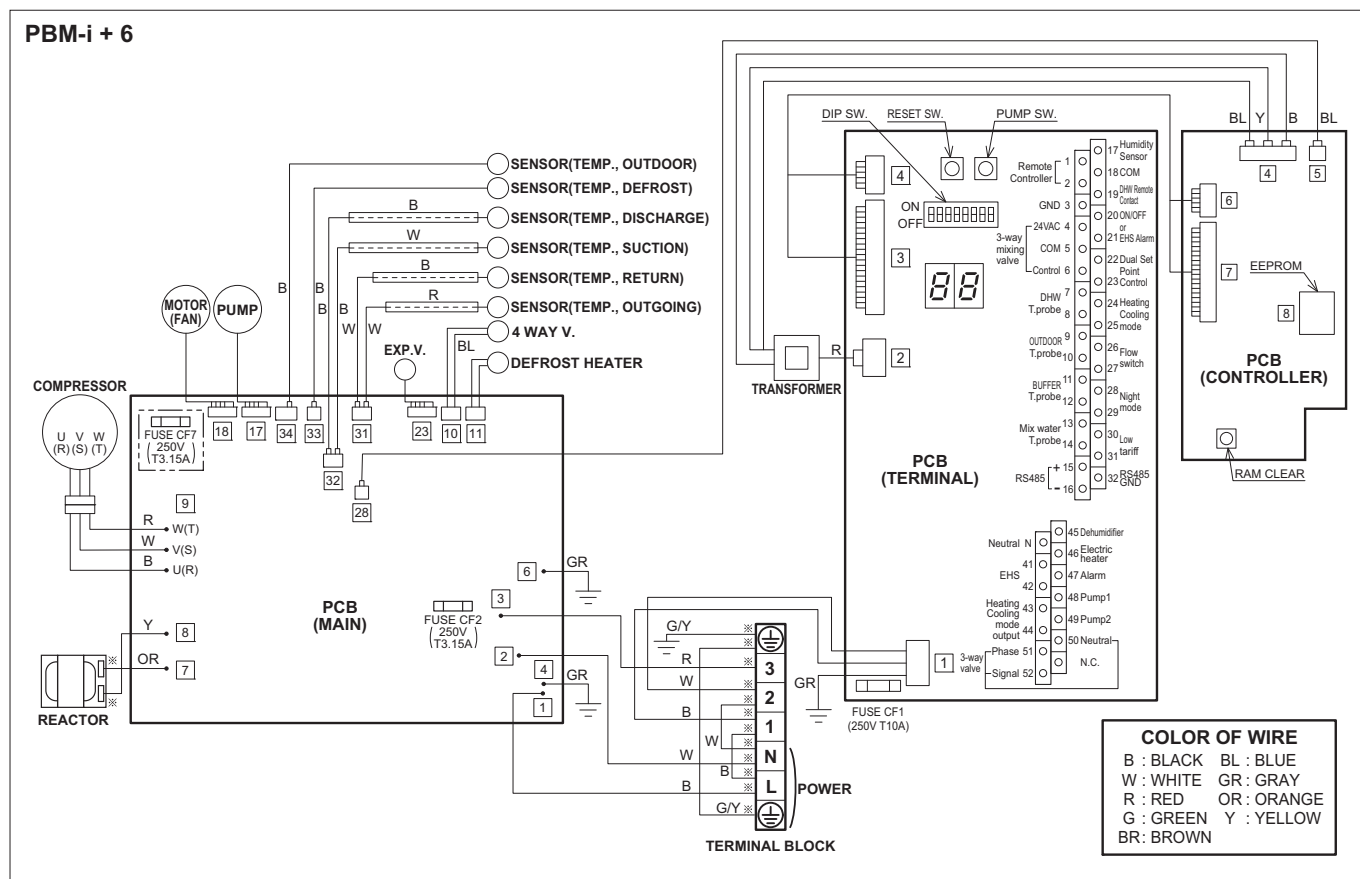 PBM-i + 6
SENSOR(TEMP., OUTDOOR)
SENSOR(TEMP., DEFROST)
SENSOR(TEMP., DISCHARGE)
SENSOR(TEMP., SUCTION)
SENSOR(TEMP., RETURN)
SENSOR(TEMP., OUTGOING)
4 WAY V.
DEFROST HEATER
B
W
B
R
B
B
B
B
W
W
BL
MOTOR
(FAN)
PUMP
EXP.V.
COMPRESSOR
U V W
(R) (S) (T)
FUSE CF7
250V
T3.15A
18
17
34
33
31
23
10
11
32
28
9
R
W(T)
W
V(S)
B
U(R)
PCB
(MAIN)
FUSE CF2
250V
T3.15A
6
GR
3
2
4
GR
1
Y
8
OR
7
※
※
REACTOR
G/Y ※
※
R ※
3
※
W ※
2
※
B ※
1
※
W
W ※
N
B ※
B ※
L
G/Y ※
POWER
TERMINAL BLOCK
TRANSFORMER
R
DIP SW.
RESET SW.
PUMP SW.
4
3
2
ON
OFF
88
PCB
(TERMINAL)
Remote
Controller
1
2
GND 3
3-way
mixing
valve
24VAC 4
COM 5
Control 6
DHW
T.probe
7
8
OUTDOOR
T.probe
9
10
BUFFER
T.probe
11
12
Mix water
T.probe
13
14
RS485
+ 15
- 16
17 Humidity
Sensor
18 COM
19 DHW Remote
Contact
20 ON/OFF
or
21 EHS Alarm
22 Dual Set
Point
23 Control
24 Heating
Cooling
25 mode
26 Flow
switch
27
28 Night
mode
29
30 Low
tariff
31
32 RS485
GND
Neutral N
EHS
41
42
Heating
Cooling
mode
output
43
44
3-way
valve
Phase 51
Signal 52
45 Dehumidifier
46 Electric
heater
47 Alarm
48 Pump1
49 Pump2
50 Neutral
N.C.
1
GR
FUSE CF1
(250V T10A)
BL Y B BL
4
5
6
7
EEPROM
8
PCB
(CONTROLLER)
RAM CLEAR
COLOR OF WIRE
B : BLACK BL : BLUE
W : WHITE GR : GRAY
R : RED OR : ORANGE
G : GREEN Y : YELLOW
BR : BROWN